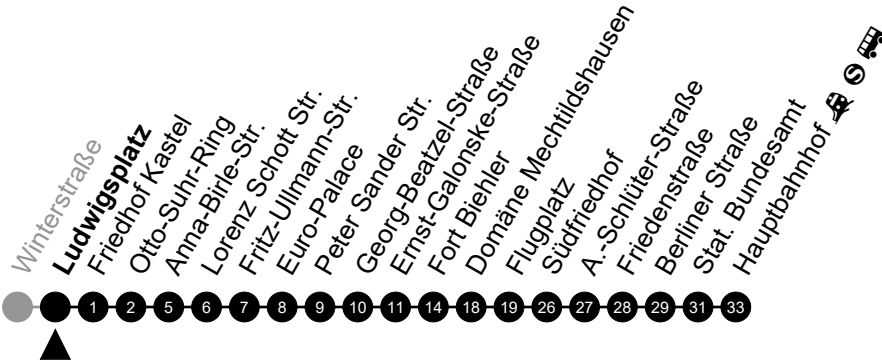 Winterstraße
Ludwigsplatz
Friedhof Kastel
Otto-Suhr-Ring
Anna-Birle-Str.
Lorenz Schott Str.
Fritz-Ullmann-Str.
Euro-Palace
Peter Sander Str.
Georg-Beatzel-Straße
Ernst-Galonske-Straße
Fort Biehler
Domäne Mechtildshausen
Flugplatz
Südfriedhof
A.-Schlüter-Straße
Friedenstraße
Berliner Straße
Stat. Bundesamt
Hauptbahnhof S
1 2 5 6 7 8 9 10 11 14 18 19 26 27 28 29 31 33